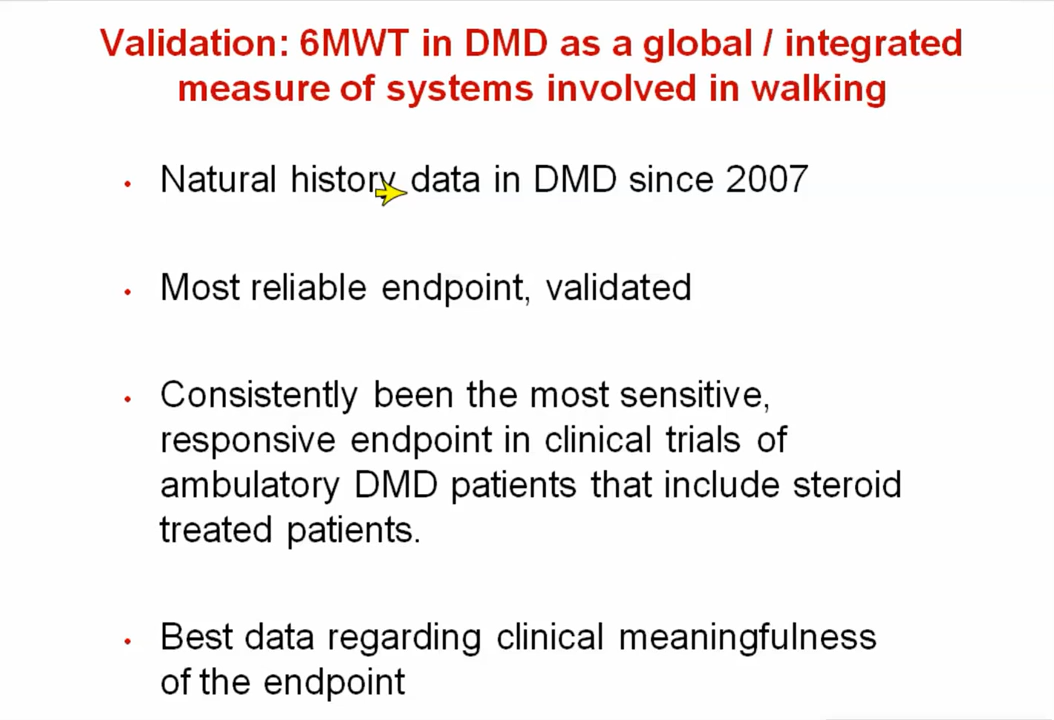 Validation: 6MWT in DMD as a global / integrated
measure of systems involved in walking
• Natural history data in DMD since 2007
• Most reliable endpoint, validated
• Consistently been the most sensitive,
responsive endpoint in clinical trials of
ambulatory DMD patients that include steroid
treated patients.
• Best data regarding clinical meaningfulness
of the endpoint